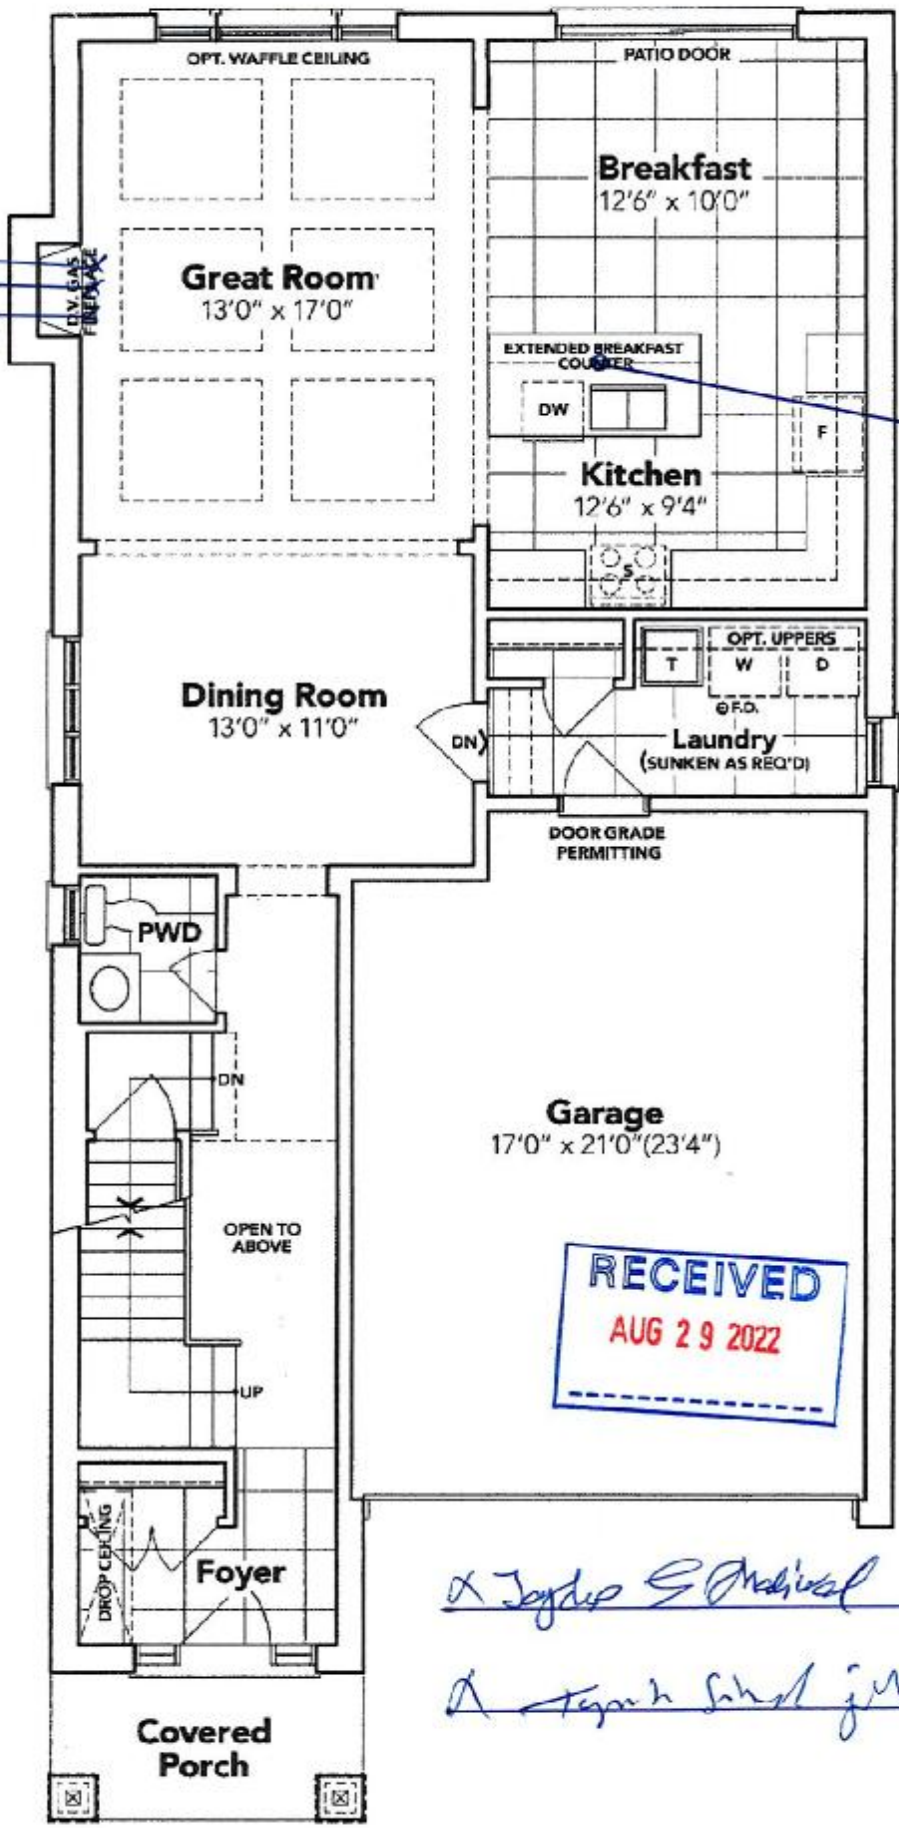 OPT. WAFFLE CEILING
PATIO DOOR
Breakfast
12'6" x 10'0"
D.V. GAS
FIREPLACE
Great Room
13'0" x 17'0"
EXTENDED BREAKFAST
COUNTER
DW
F
Kitchen
12'6" x 9'4"
S
OPT. UPPERS
T
W
D
F.D.
Dining Room
13'0" x 11'0"
DN
Laundry
(SUNKEN AS REQ'D)
DOOR GRADE
PERMITTING
PWD
DN
Garage
17'0" x 21'0"(23'4")
OPEN TO
ABOVE
RECEIVED
AUG 29 2022
UP
DROP CEILING
Foyer
X
X
Covered
Porch